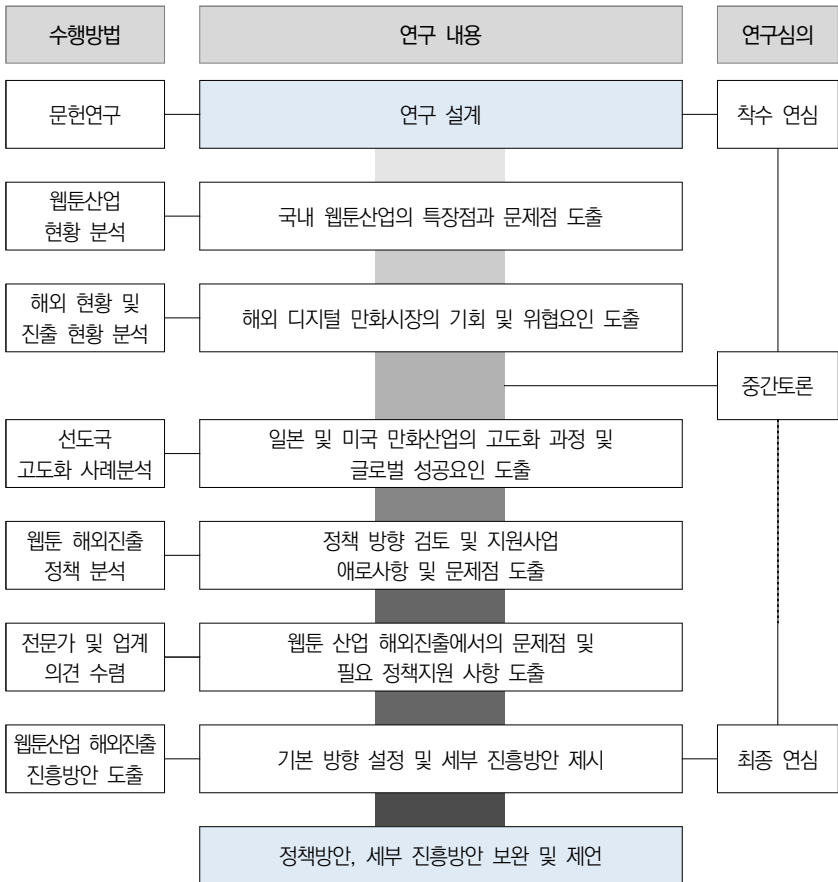 수행방법
연구 내용
연구심의
문헌연구
연구 설계
착수 연심
웹툰산업
현황 분석
국내 웹툰산업의 특장점과 문제점 도출
해외 현황 및
진출 현황 분석
해외 디지털 만화시장의 기회 및 위협요인 도출
중간토론
선도국
고도화 사례분석
일본 및 미국 만화산업의 고도화 과정 및
글로벌 성공요인 도출
웹툰 해외진출
정책 분석
정책 방향 검토 및 지원사업
애로사항 및 문제점 도출
전문가 및 업계
의견 수렴
웹툰 산업 해외진출에서의 문제점 및
필요 정책지원 사항 도출
웹툰산업 해외진출
진흥방안 도출
기본 방향 설정 및 세부 진흥방안 제시
최종 연심
정책방안, 세부 진흥방안 보완 및 제언